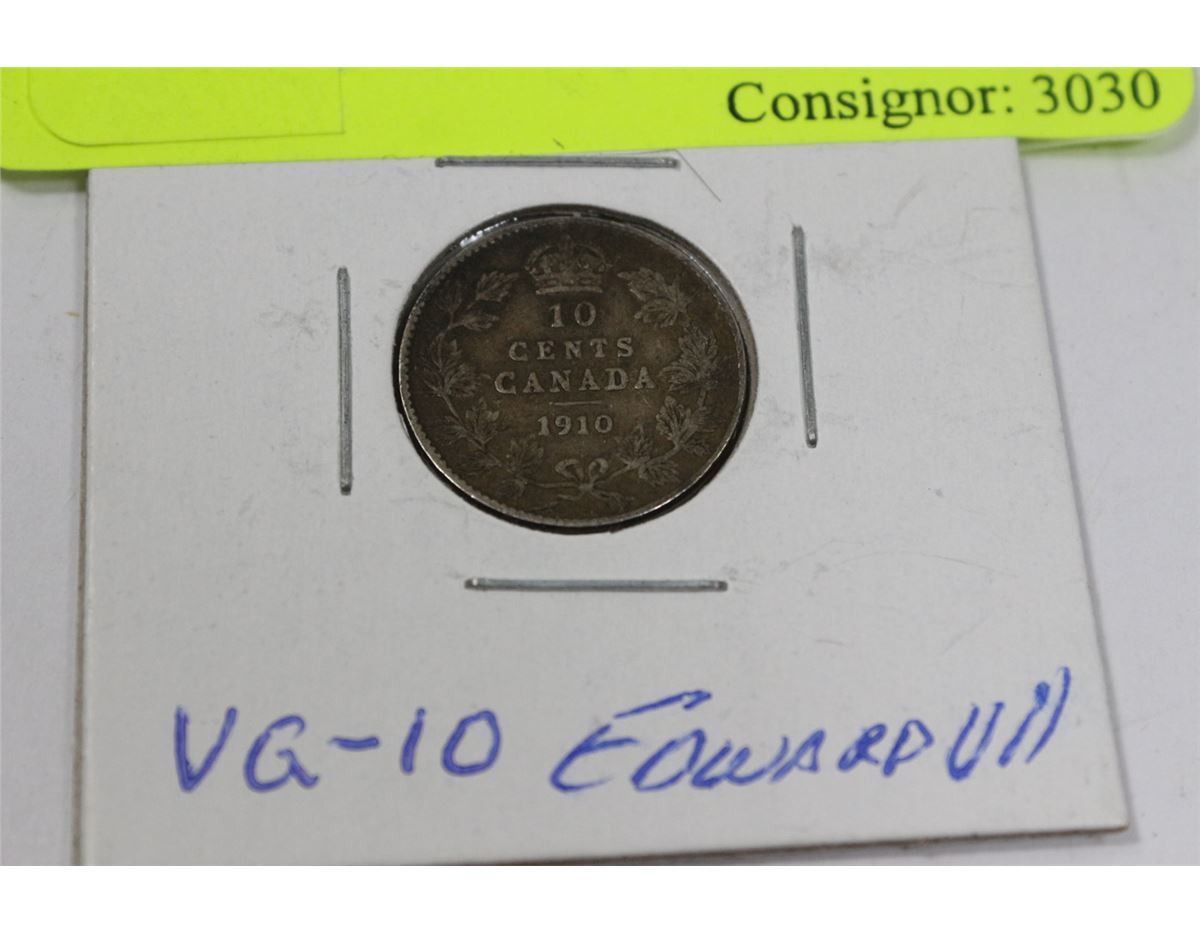 Consignor: 3030
10
CENTS
CANADA
1910
VG-10 EDWARD VII